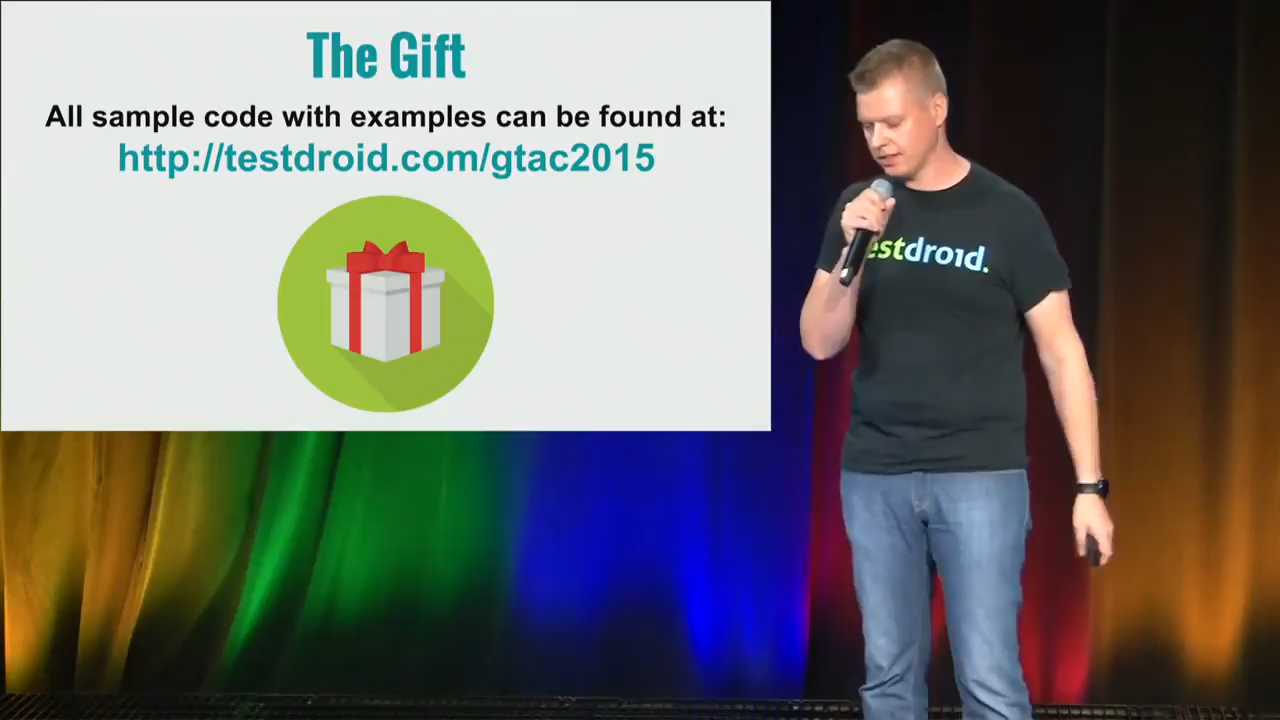 The Gift
All sample code with examples can be found at:
http://testdroid.com/gtac2015
estdroid.